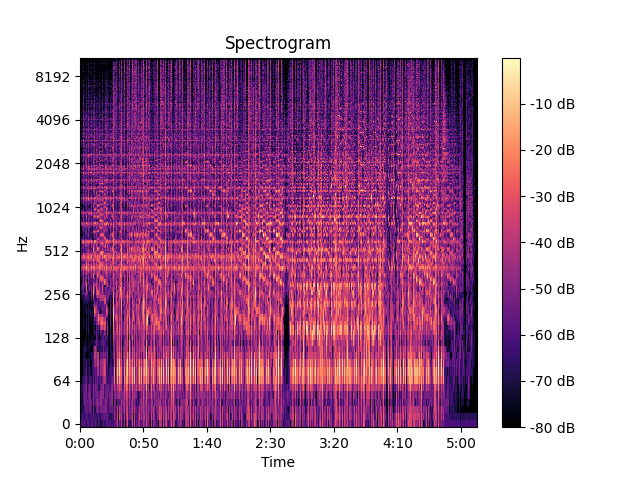 Spectrogram
8192
4096
2048
1024
512
256
128
64
0
Hz
0:00 0:50 1:40 2:30 3:20 4:10 5:00
Time
-10 dB
-20 dB
-30 dB
-40 dB
-50 dB
-60 dB
-70 dB
-80 dB